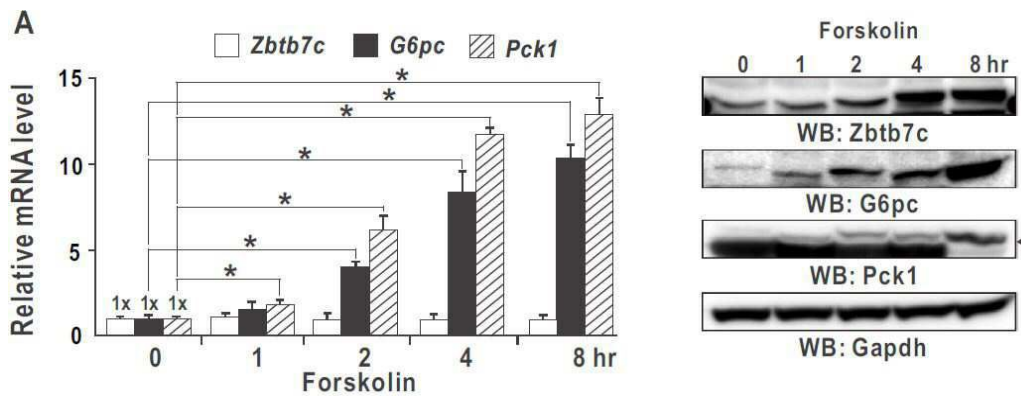 A
Zbtb7c G6pc Pck1
Relative mRNA level
15
10
5
0
* * * * * * *
1x 1x 1x
0 1 2 4 8 hr
Forskolin
Forskolin
0 1 2 4 8 hr
WB: Zbtb7c
WB: G6pc
WB: Pck1
WB: Gapdh